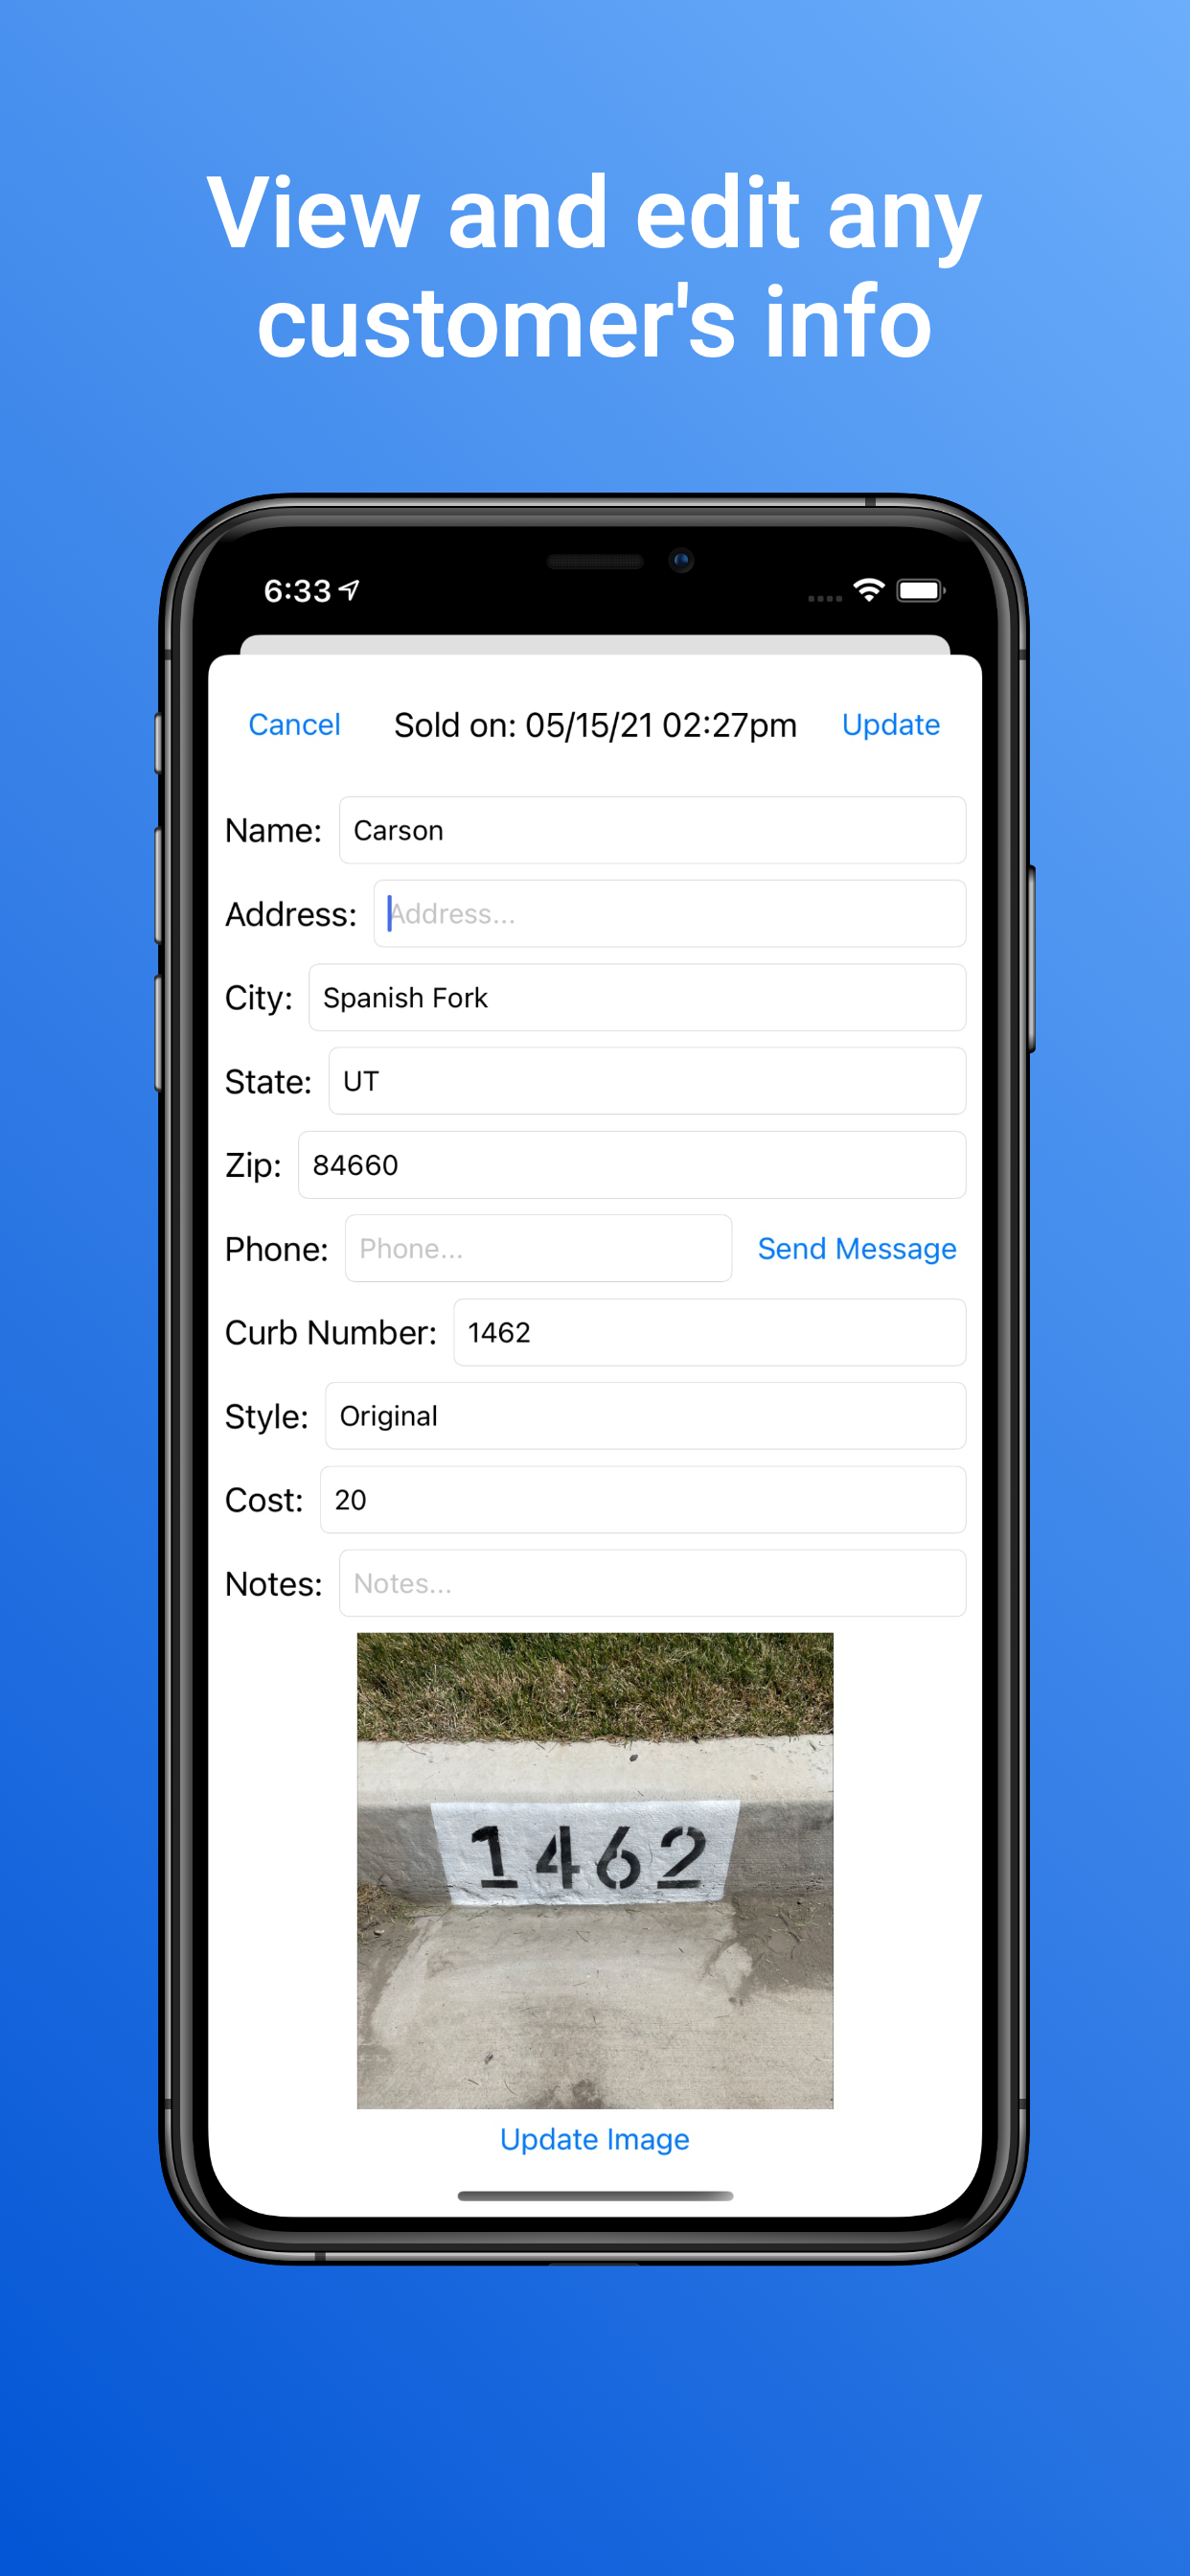 View and edit any
customer's info
6:33
Cancel Sold on: 05/15/21 02:27pm Update
Name: Carson
Address: Address...
City: Spanish Fork
State: UT
Zip: 84660
Phone: Phone... Send Message
Curb Number: 1462
Style: Original
Cost: 20
Notes: Notes...
1462
Update Image